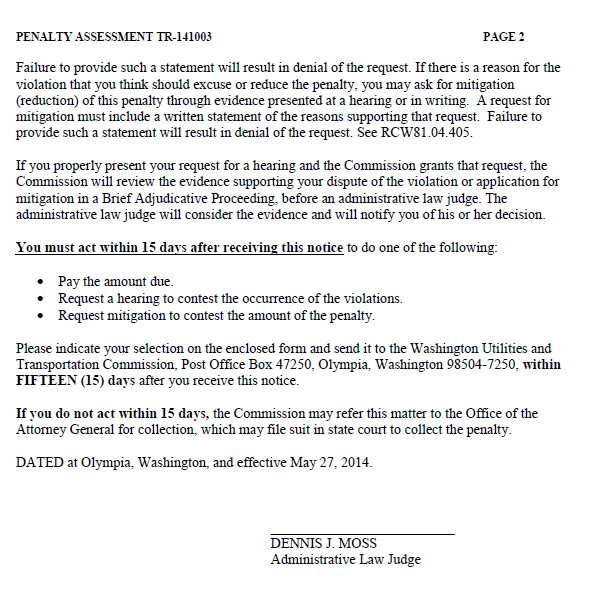 PENALTY ASSESSMENT TR-141003 PAGE 2
Failure to provide such a statement will result in denial of the request. If there is a reason for the
violation that you think should excuse or reduce the penalty, you may ask for mitigation
(reduction) of this penalty through evidence presented at a hearing or in writing.  A request for
mitigation must include a written statement of the reasons supporting that request.  Failure to
provide such a statement will result in denial of the request. See RCW81.04.405.
If you properly present your request for a hearing and the Commission grants that request, the
Commission will review the evidence supporting your dispute of the violation or application for
mitigation in a Brief Adjudicative Proceeding, before an administrative law judge. The
administrative law judge will consider the evidence and will notify you of his or her decision.
You must act within 15 days after receiving this notice to do one of the following:
• Pay the amount due.
• Request a hearing to contest the occurrence of the violations.
• Request mitigation to contest the amount of the penalty.
Please indicate your selection on the enclosed form and send it to the Washington Utilities and
Transportation Commission, Post Office Box 47250, Olympia, Washington 98504-7250, within
FIFTEEN (15) days after you receive this notice.
If you do not act within 15 days, the Commission may refer this matter to the Office of the
Attorney General for collection, which may file suit in state court to collect the penalty.
DATED at Olympia, Washington, and effective May 27, 2014.
DENNIS J. MOSS
Administrative Law Judge